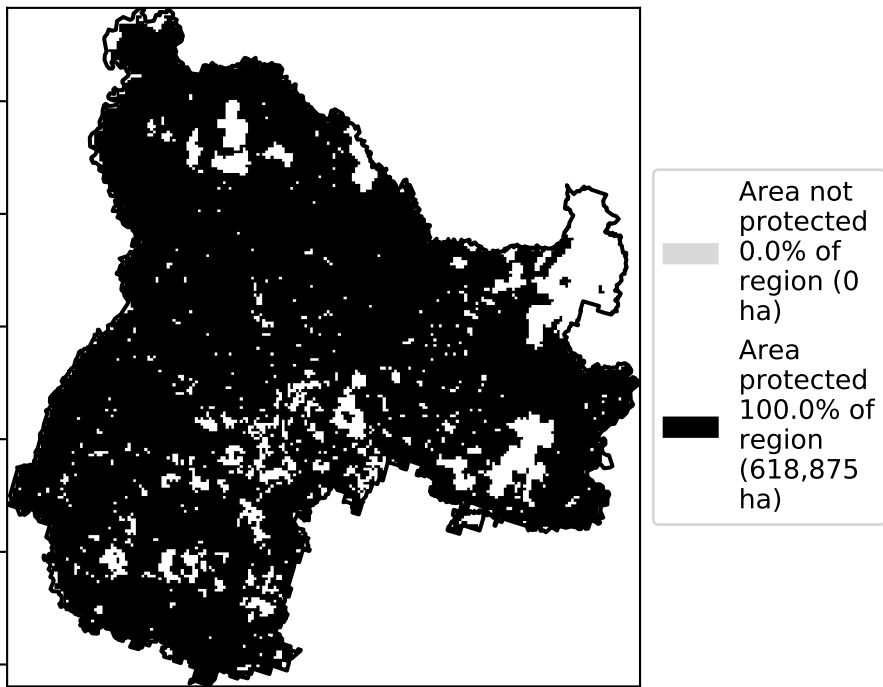 Area not
protected
0.0% of
region (0
ha)
Area
protected
100.0% of
region
(618,875
ha)